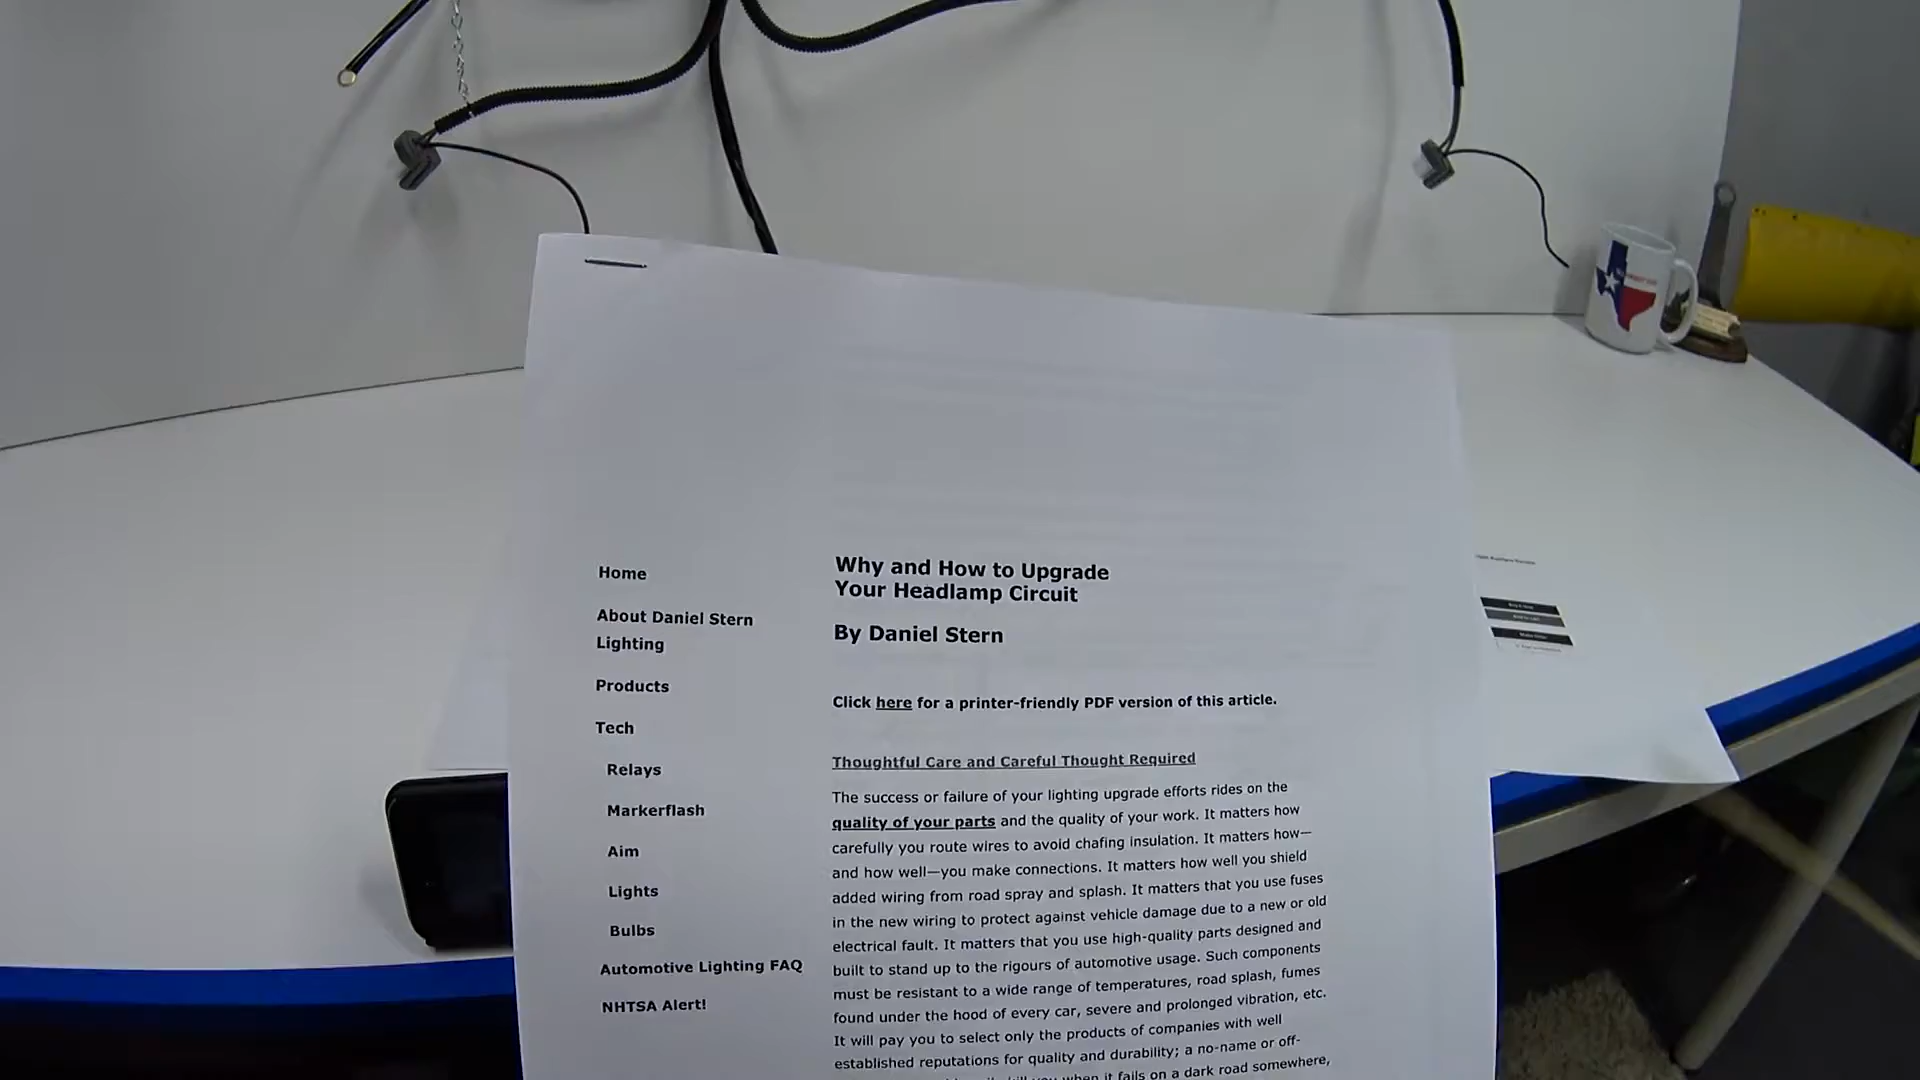 Home
About Daniel Stern
Lighting
Products
Tech
Relays
Markerflash
Aim
Lights
Bulbs
Automotive Lighting FAQ
NHTSA Alert!
Why and How to Upgrade
Your Headlamp Circuit
By Daniel Stern
Click here for a printer-friendly PDF version of this article.
Thoughtful Care and Careful Thought Required
The success or failure of your lighting upgrade efforts rides on the
quality of your parts and the quality of your work. It matters how
carefully you route wires to avoid chafing insulation. It matters how—
and how well—you make connections. It matters how well you shield
added wiring from road spray and splash. It matters that you use fuses
in the new wiring to protect against vehicle damage due to a new or old
electrical fault. It matters that you use high-quality parts designed and
built to stand up to the rigours of automotive usage. Such components
must be resistant to a wide range of temperatures, road splash, fumes
found under the hood of every car, severe and prolonged vibration, etc.
It will pay you to select only the products of companies with well
established reputations for quality and durability; a no-name or off-
you when it fails on a dark road somewhere,